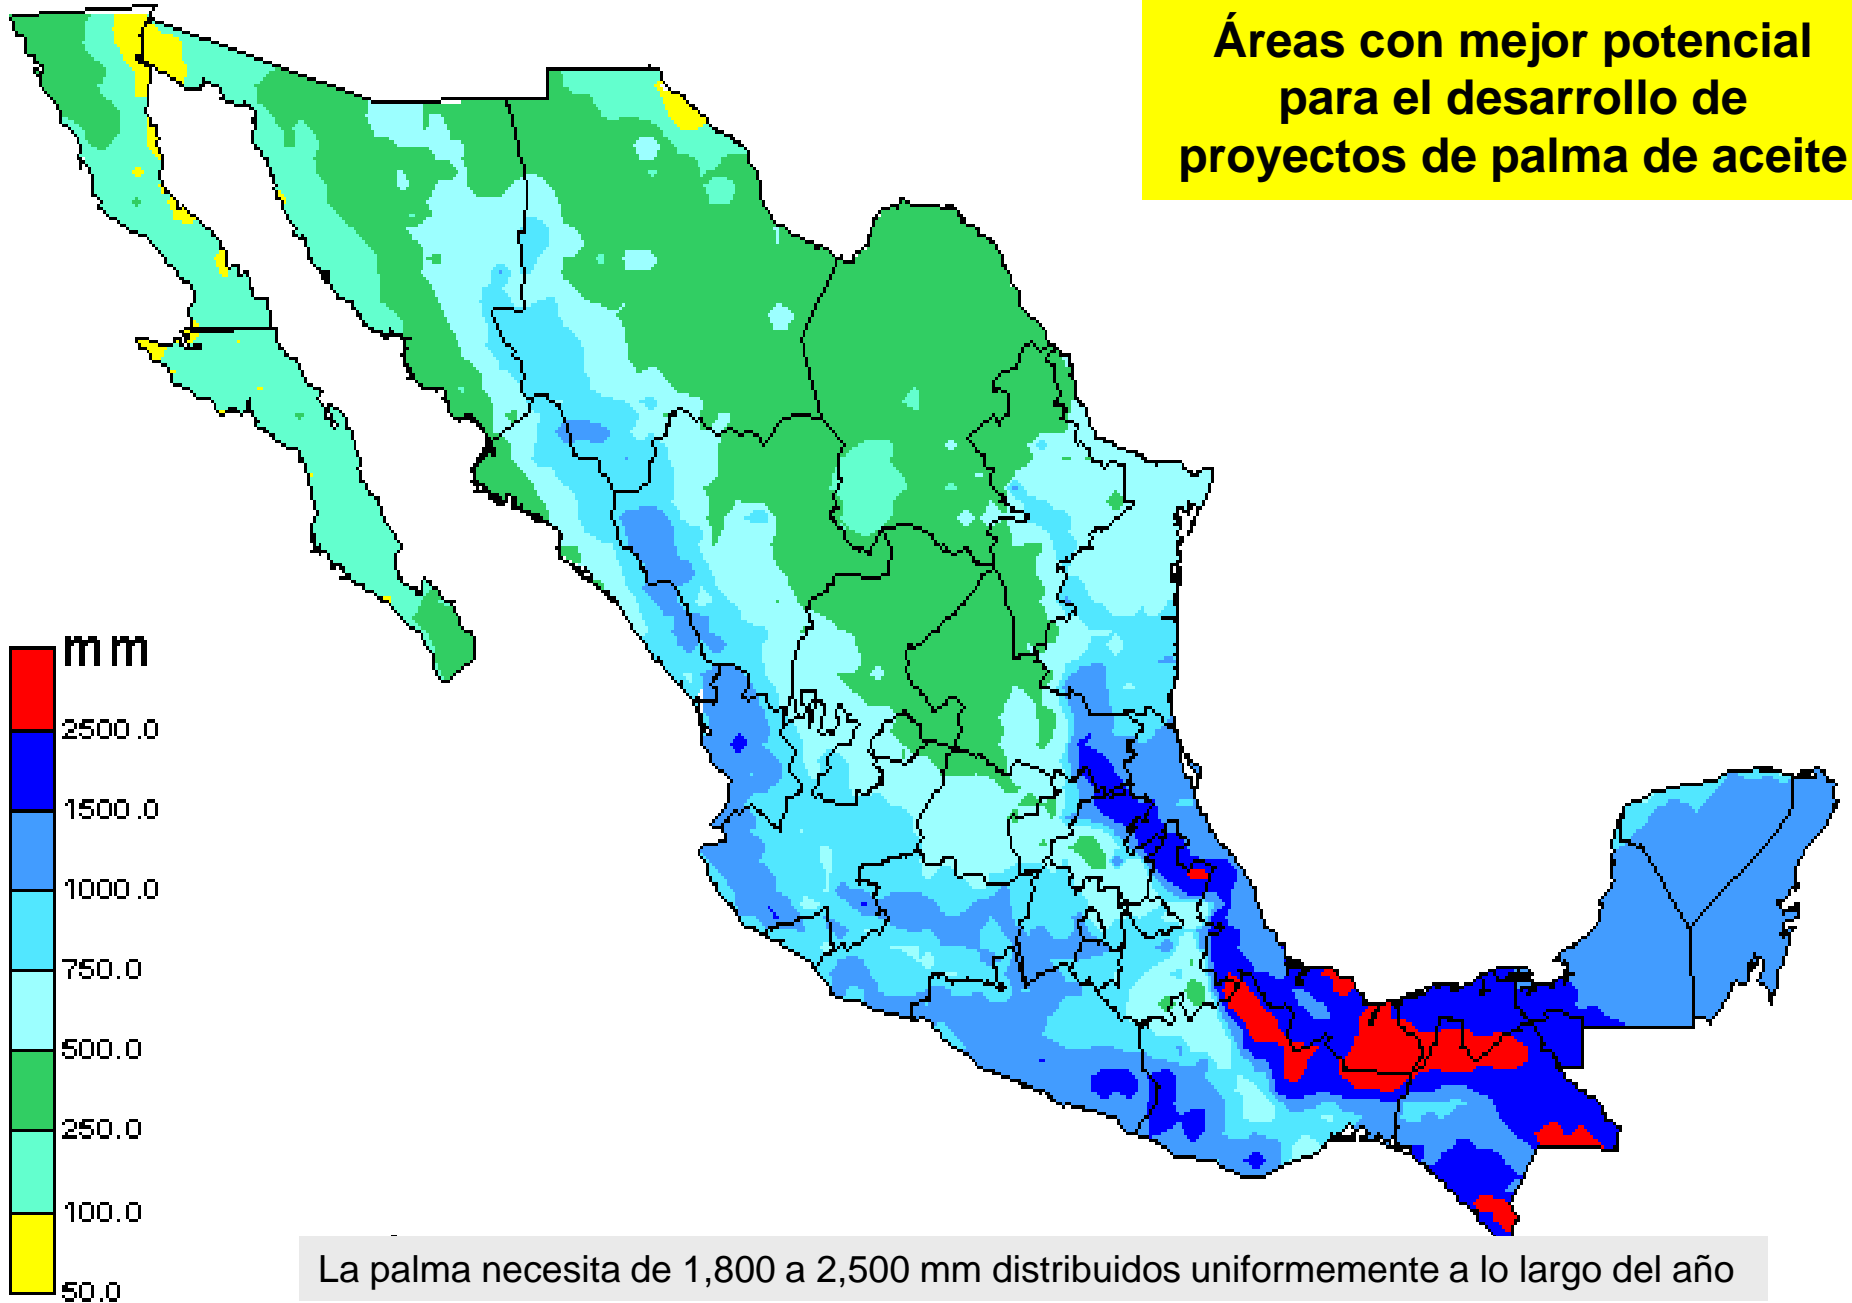 Áreas con mejor potencial
para el desarrollo de
proyectos de palma de aceite
mm
2500.0
1500.0
1000.0
750.0
500.0
250.0
100.0
50.0
La palma necesita de 1,800 a 2,500 mm distribuidos uniformemente a lo largo del año